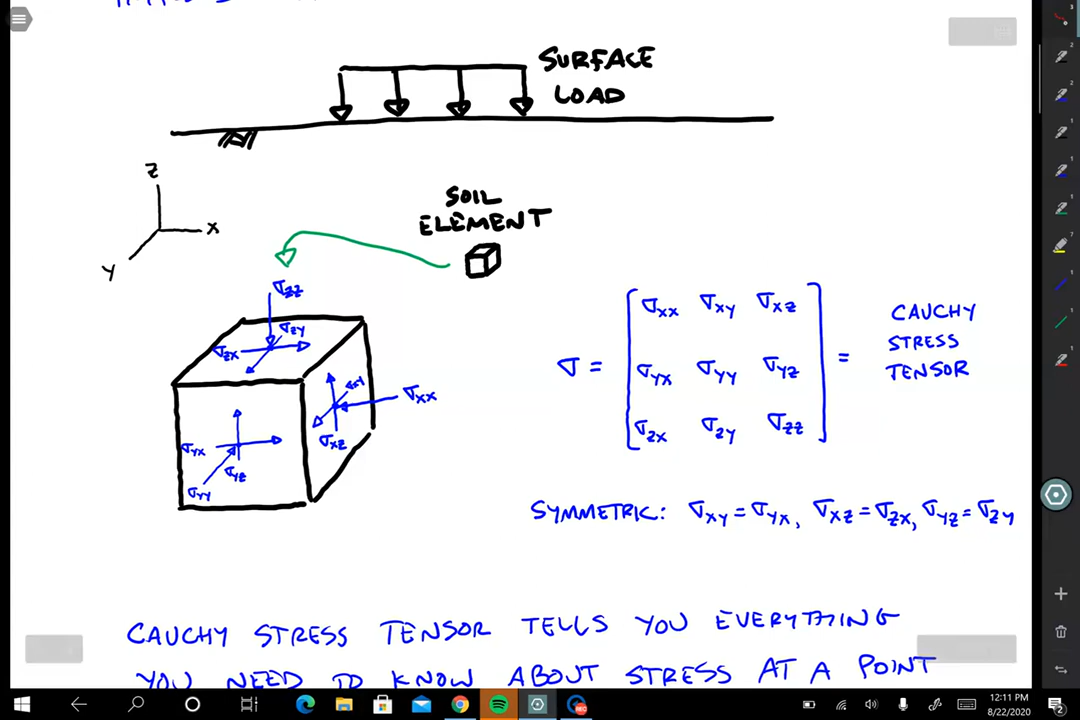 SURFACE
LOAD
Z
X
Y
SOIL
ELEMENT
σzz
σzy
σzx
σxy
σxx
σxz
σyx
σyz
σyy
σ = [ σxx σxy σxz
σyx σyy σyz
σzx σzy σzz ] = CAUCHY
STRESS
TENSOR
SYMMETRIC: σxy = σyx, σxz = σzx, σyz = σzy
CAUCHY STRESS TENSOR TELLS YOU EVERYTHING
YOU NEED TO KNOW ABOUT STRESS AT A POINT
12:11 PM
8/22/2020